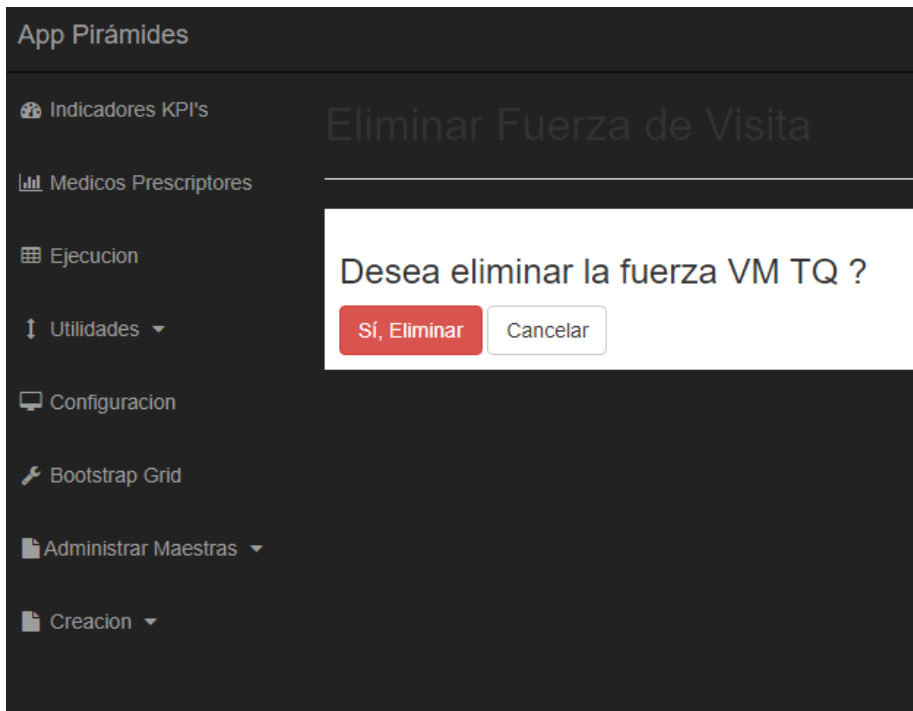 App Pirámides
Indicadores KPI's
Medicos Prescriptores
Ejecucion
Utilidades
Configuracion
Bootstrap Grid
Administrar Maestras
Creacion
Eliminar Fuerza de Visita
Desea eliminar la fuerza VM TQ ?
Sí, Eliminar
Cancelar